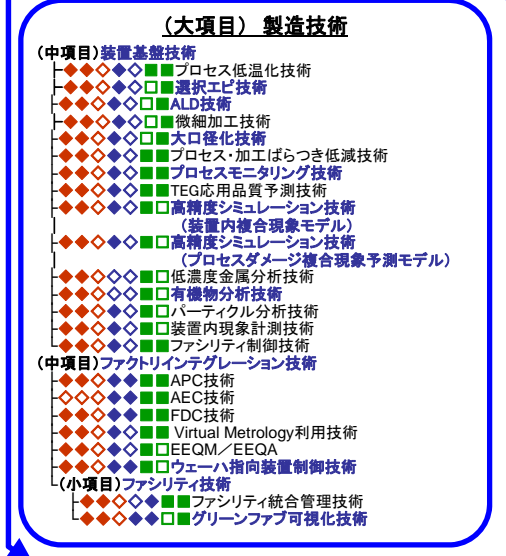 (大項目) 製造技術
(中項目)装置基盤技術
├◆◆◇◆◇■■プロセス低温化技術
├◆◆◇◆◇□■選択エピ技術
├◆◆◇◆◇□■ALD技術
├◆◆◇◆◇□■微細加工技術
├◆◆◇◆◇□■大口径化技術
├◆◆◇◆◇■■プロセス・加工ばらつき低減技術
├◆◆◇◆◇■■プロセスモニタリング技術
├◆◆◇◆◇■■TEG応用品質予測技術
├◆◆◇◆◇■□高精度シミュレーション技術
│ (装置内複合現象モデル)
├◆◆◇◆◇■□高精度シミュレーション技術
│ (プロセスダメージ複合現象予測モデル)
├◆◆◇◇◇■□低濃度金属分析技術
├◆◆◇◇◇■□有機物分析技術
├◆◆◇◆◇■□パーティクル分析技術
├◆◆◇◆◇■□装置内現象計測技術
└◆◆◇◆◇■■ファシリティ制御技術
(中項目)ファクトリインテグレーション技術
├◆◆◇◆◆■■APC技術
├◇◇◇◆◆■■AEC技術
├◆◆◇◆◆■■FDC技術
├◆◆◇◆◇■■ Virtual Metrology利用技術
├◆◆◇◆◇■□EEQM／EEQA
├◆◆◇◆◆■□ウェーハ指向装置制御技術
└(小項目)ファシリティ技術
├◆◆◇◇◆■■ファシリティ統合管理技術
└◆◆◇◆◆□■グリーンファブ可視化技術